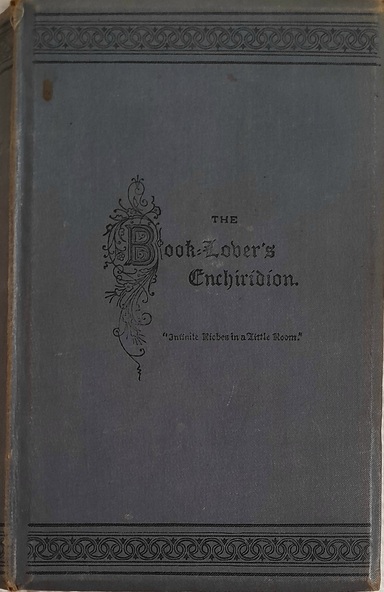 THE
Book-Lover's
Enchiridion.
"Infinite Riches in a Little Room."